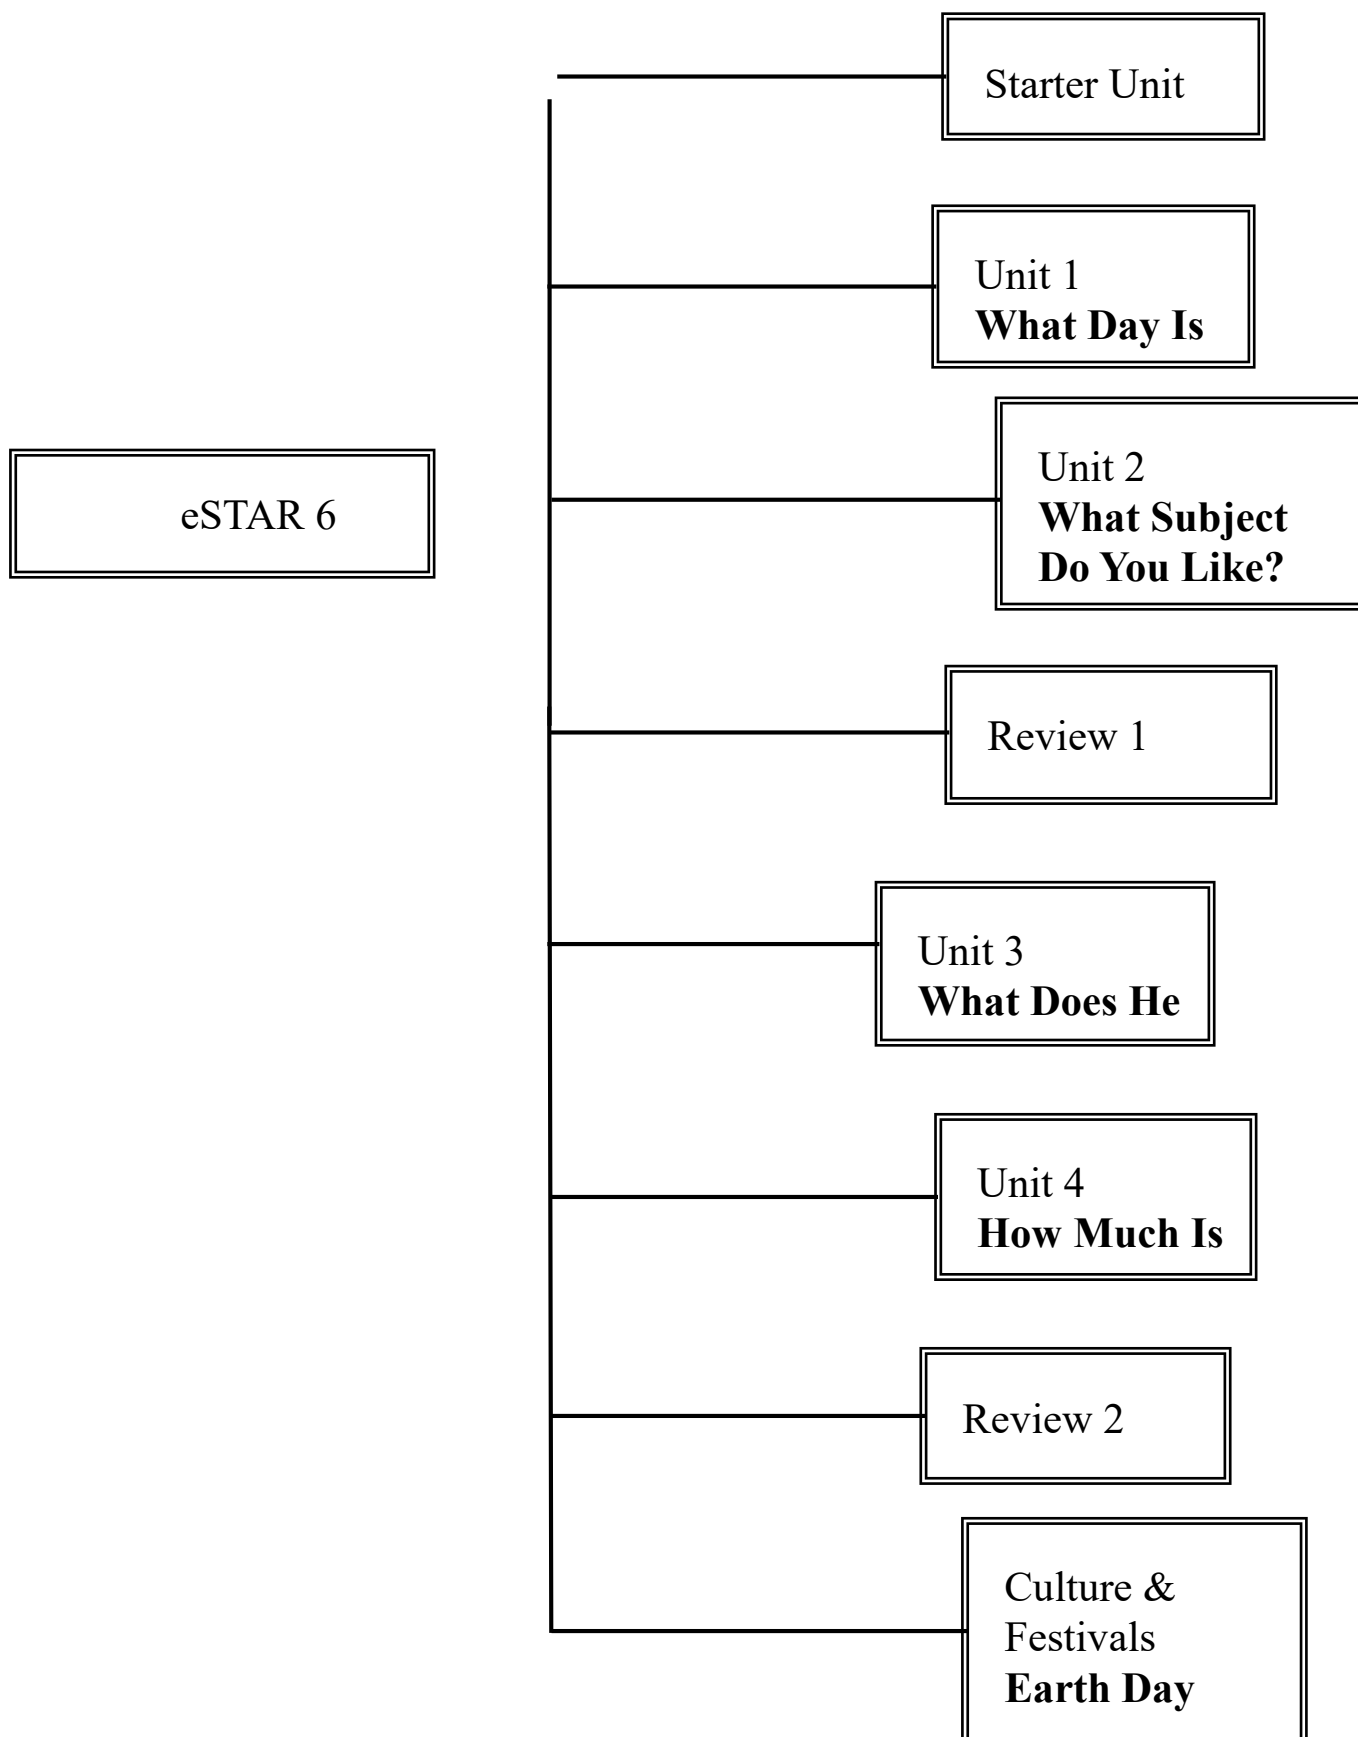 Starter Unit
Unit 1
What Day Is
eSTAR 6
Unit 2
What Subject
Do You Like?
Review 1
Unit 3
What Does He
Unit 4
How Much Is
Review 2
Culture &
Festivals
Earth Day